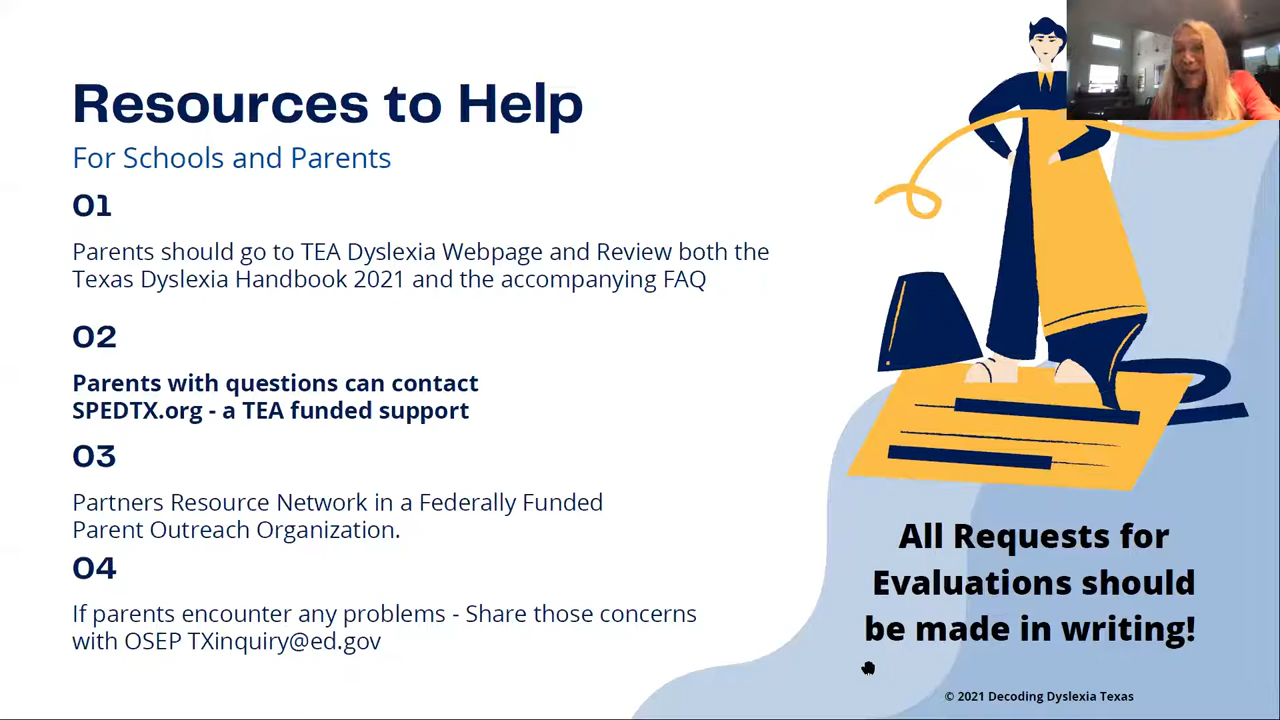 Resources to Help
For Schools and Parents
01
Parents should go to TEA Dyslexia Webpage and Review both the
Texas Dyslexia Handbook 2021 and the accompanying FAQ
02
Parents with questions can contact
SPEDTX.org - a TEA funded support
03
Partners Resource Network in a Federally Funded
Parent Outreach Organization.
04
If parents encounter any problems - Share those concerns
with OSEP TXinquiry@ed.gov
All Requests for
Evaluations should
be made in writing!
© 2021 Decoding Dyslexia Texas